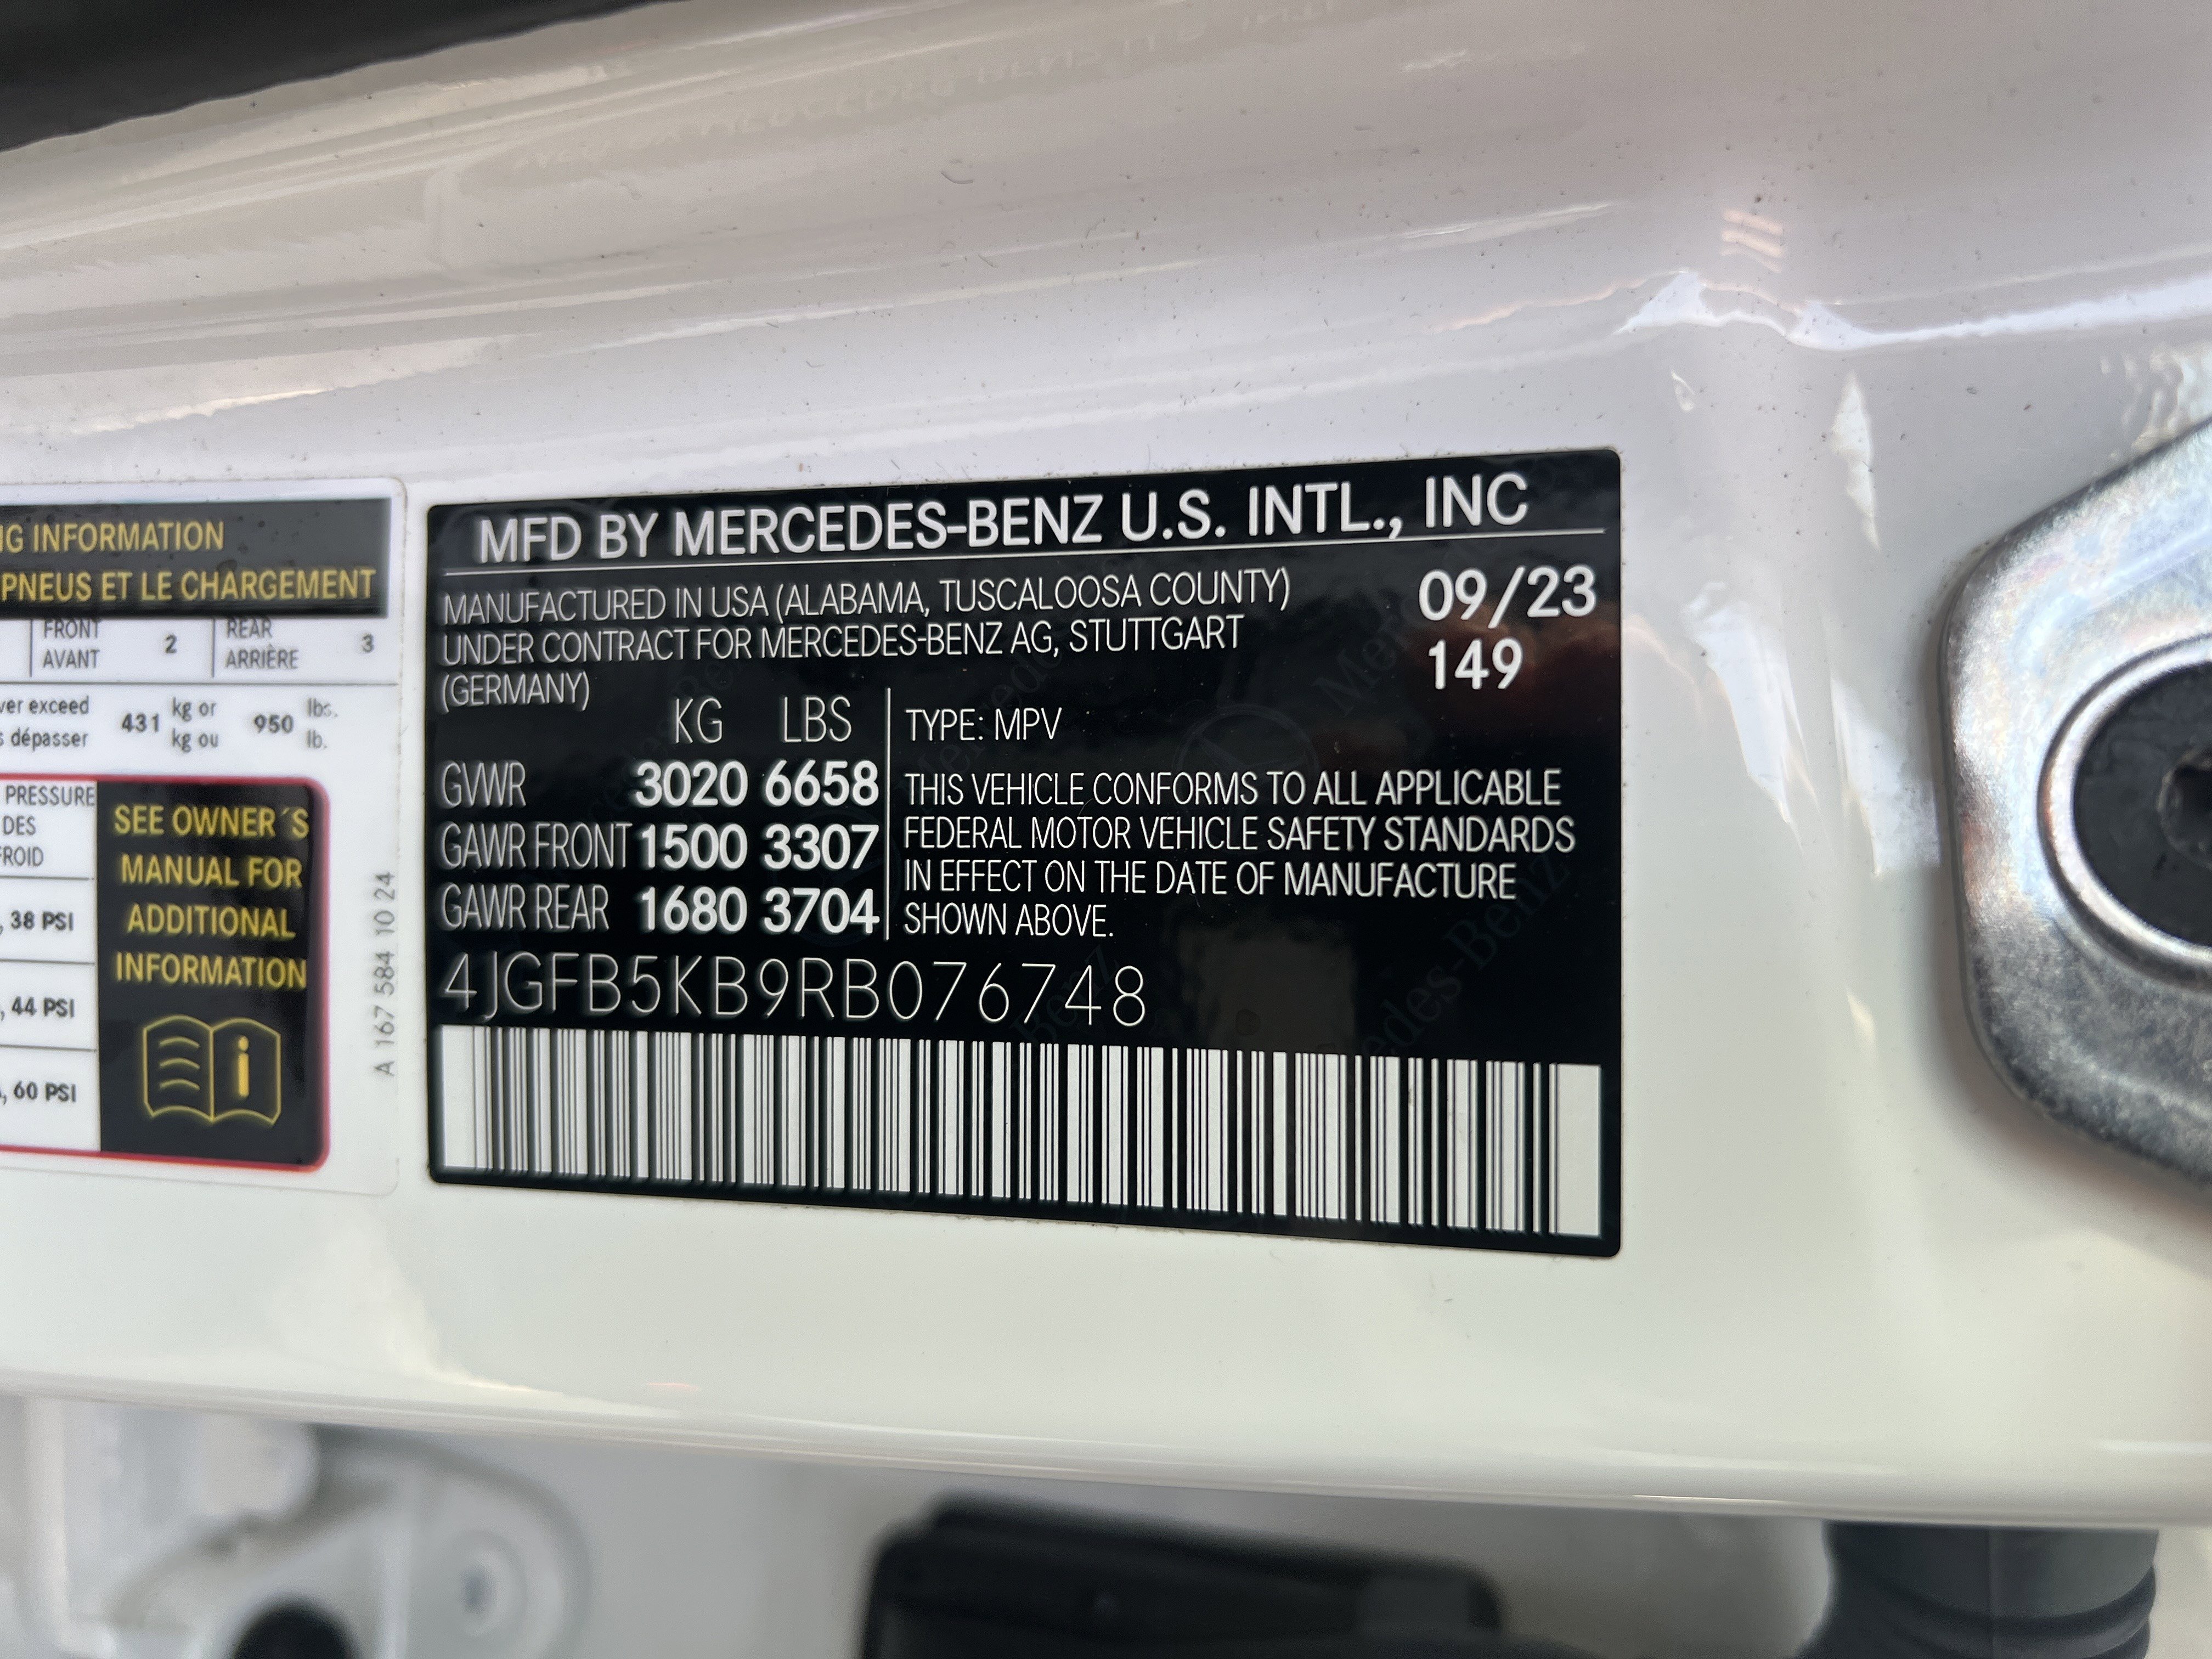 NG INFORMATION
PNEUS ET LE CHARGEMENT
FRONT
AVANT
2
REAR
ARRIÈRE
3
ver exceed
s dépasser
431
kg or
kg ou
950
lbs.
lb.
PRESSURE
DES
FROID
, 38 PSI
, 44 PSI
, 60 PSI
SEE OWNER´S
MANUAL FOR
ADDITIONAL
INFORMATION
i
A 167 584 10 24
MFD BY MERCEDES-BENZ U.S. INTL., INC
MANUFACTURED IN USA (ALABAMA, TUSCALOOSA COUNTY)
UNDER CONTRACT FOR MERCEDES-BENZ AG, STUTTGART
(GERMANY)
09/23
149
KG LBS
GVWR 3020 6658
GAWR FRONT 1500 3307
GAWR REAR 1680 3704
TYPE: MPV
THIS VEHICLE CONFORMS TO ALL APPLICABLE
FEDERAL MOTOR VEHICLE SAFETY STANDARDS
IN EFFECT ON THE DATE OF MANUFACTURE
SHOWN ABOVE.
4JGFB5KB9RB076748